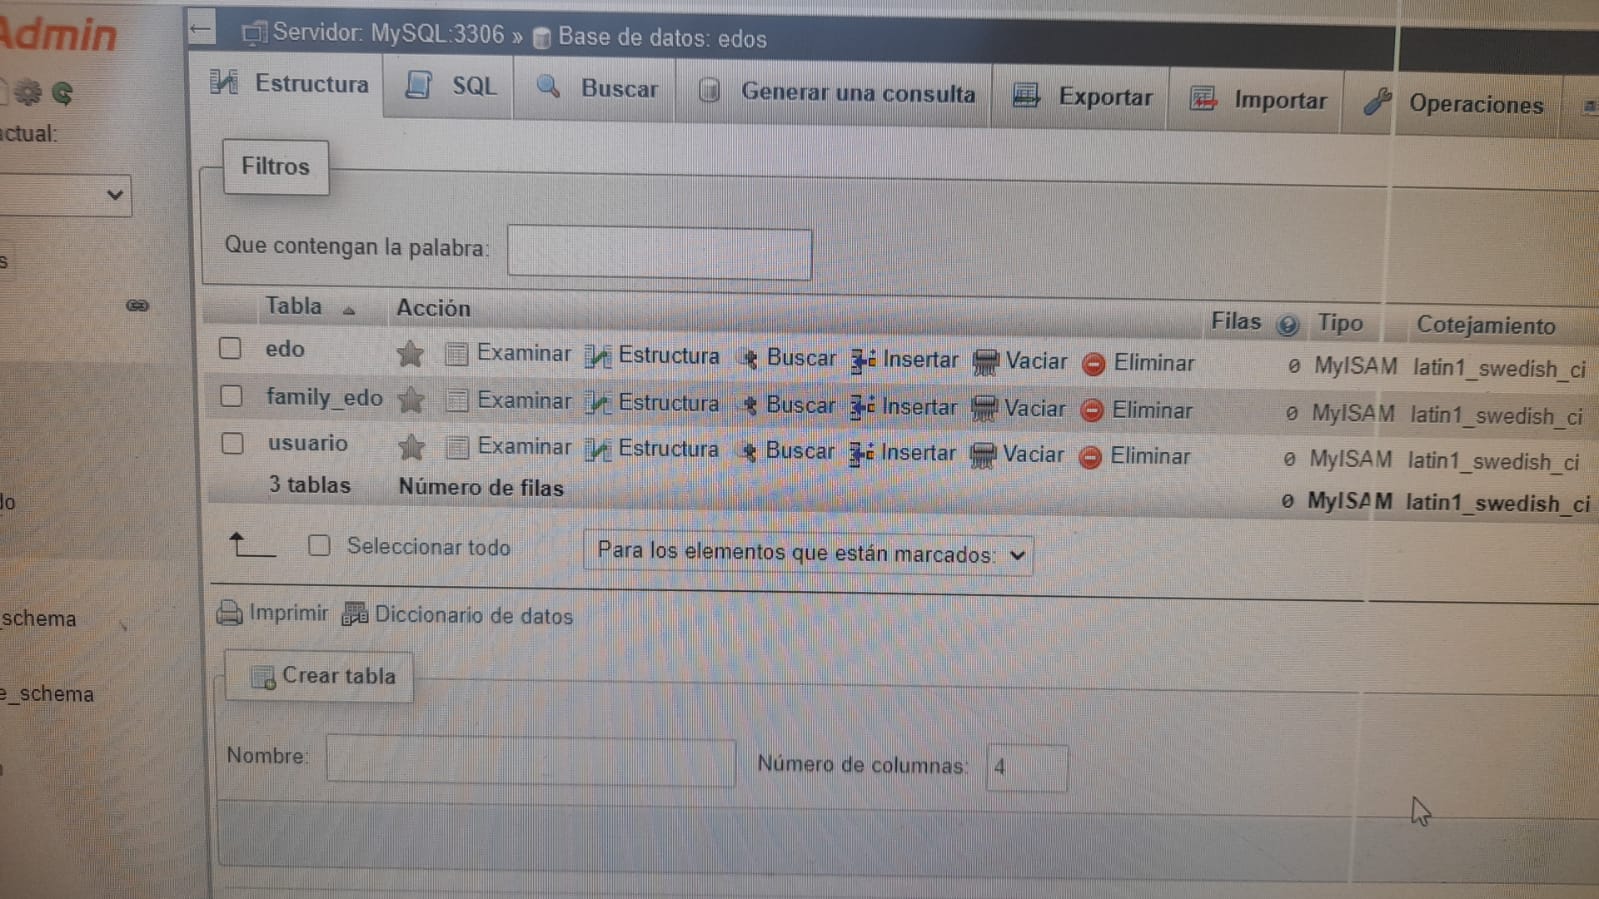 Admin
Servidor: MySQL:3306 » Base de datos: edos
Estructura SQL Buscar Generar una consulta Exportar Importar Operaciones
actual:
Filtros
Que contengan la palabra:
s
Tabla Acción Filas Tipo Cotejamiento
edo Examinar Estructura Buscar Insertar Vaciar Eliminar 0 MyISAM latin1_swedish_ci
family_edo Examinar Estructura Buscar Insertar Vaciar Eliminar 0 MyISAM latin1_swedish_ci
usuario Examinar Estructura Buscar Insertar Vaciar Eliminar 0 MyISAM latin1_swedish_ci
3 tablas Número de filas 0 MyISAM latin1_swedish_ci
do
Seleccionar todo Para los elementos que están marcados:
Imprimir Diccionario de datos
_schema
Crear tabla
e_schema
Nombre: Número de columnas: 4